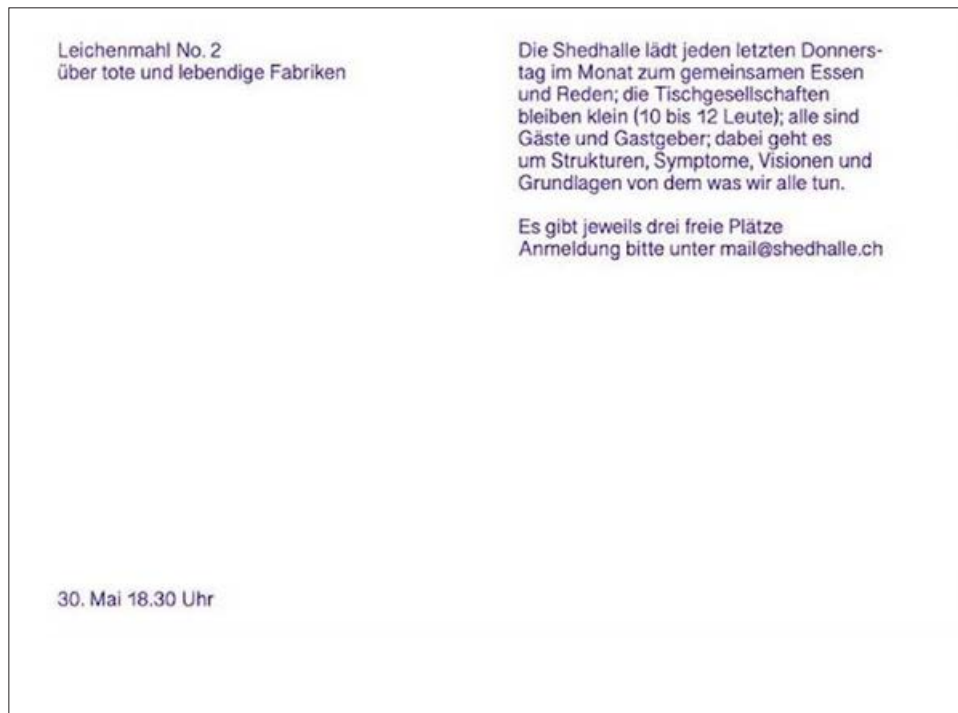 Leichenmahl No. 2
über tote und lebendige Fabriken
Die Shedhalle lädt jeden letzten Donners-
tag im Monat zum gemeinsamen Essen
und Reden; die Tischgesellschaften
bleiben klein (10 bis 12 Leute); alle sind
Gäste und Gastgeber; dabei geht es
um Strukturen, Symptome, Visionen und
Grundlagen von dem was wir alle tun.
Es gibt jeweils drei freie Plätze
Anmeldung bitte unter mail@shedhalle.ch
30. Mai 18.30 Uhr